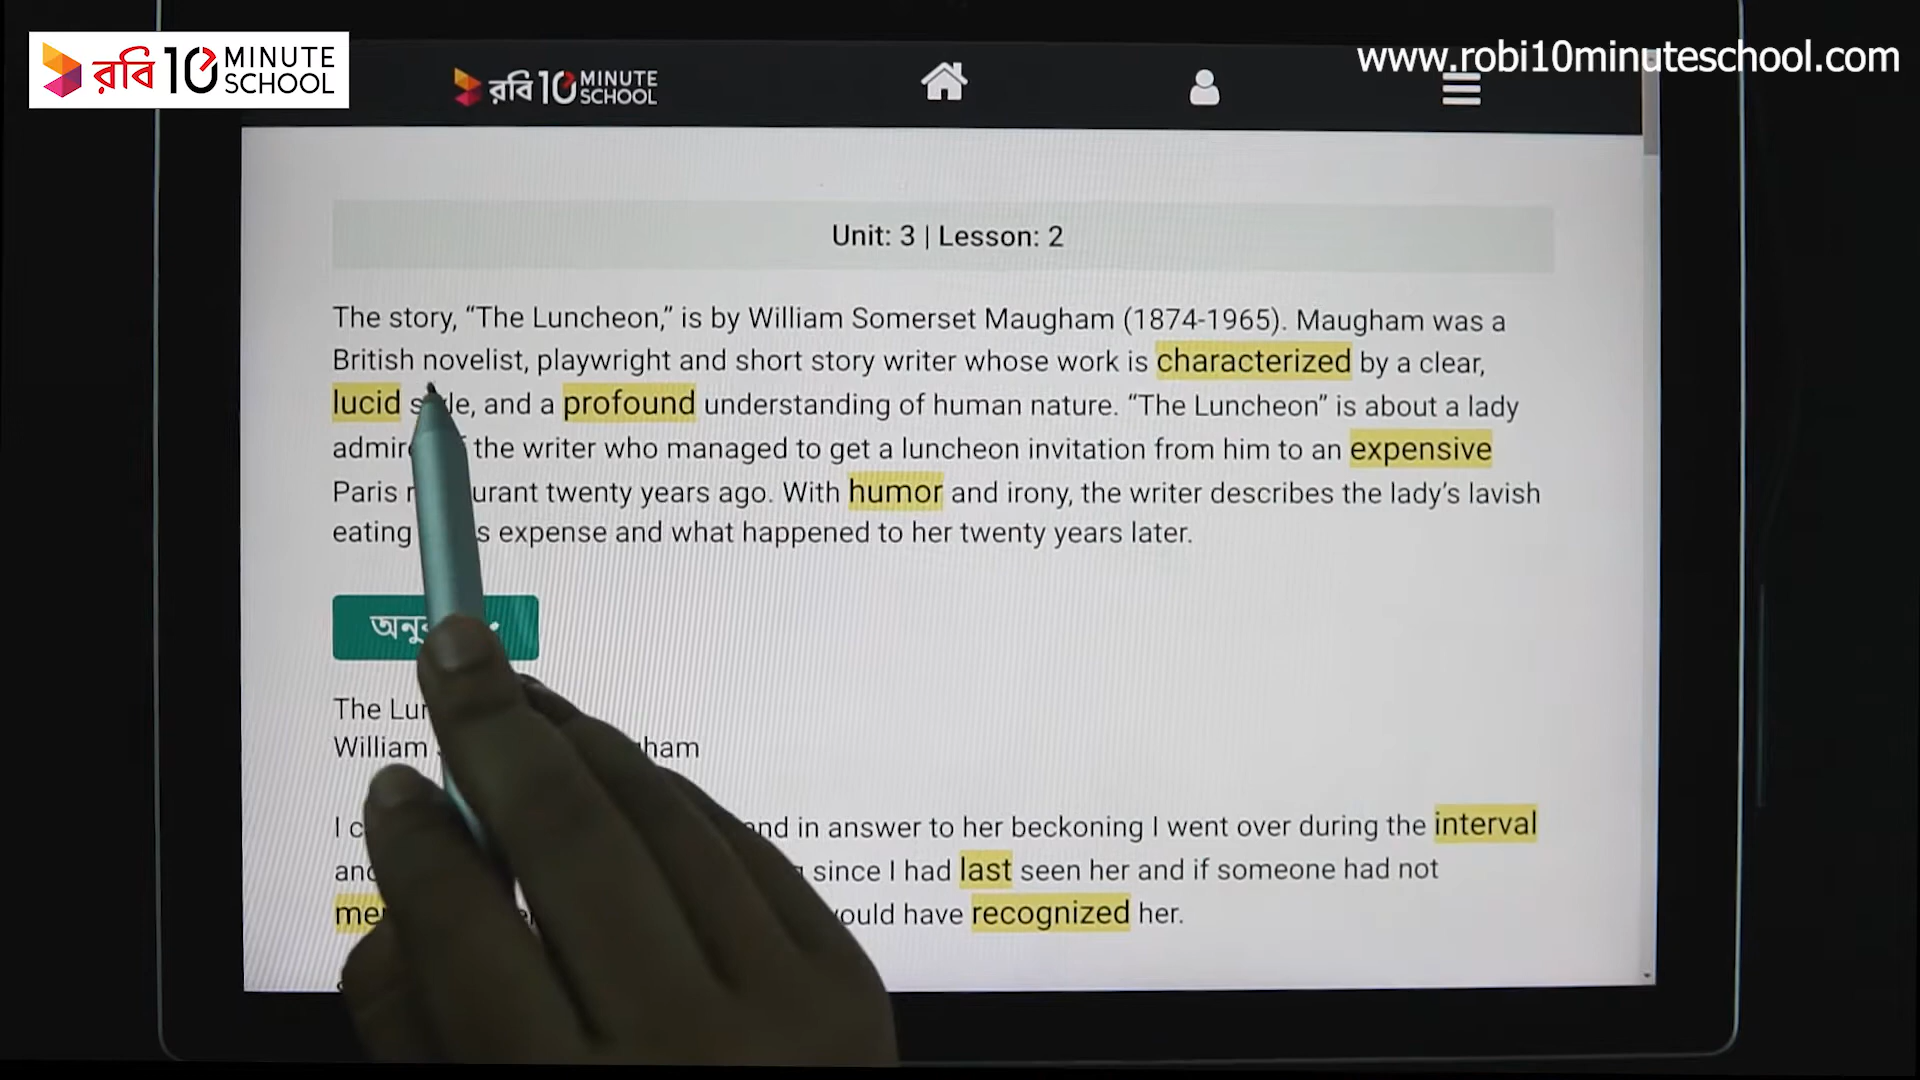 রবি 10 MINUTE SCHOOL
www.robi10minuteschool.com
রবি 10 MINUTE SCHOOL
Unit: 3 | Lesson: 2
The story, “The Luncheon,” is by William Somerset Maugham (1874-1965). Maugham was a
British novelist, playwright and short story writer whose work is characterized by a clear,
lucid style, and a profound understanding of human nature. “The Luncheon” is about a lady
the writer who managed to get a luncheon invitation from him to an expensive
Paris twenty years ago. With humor and irony, the writer describes the lady’s lavish
eating expense and what happened to her twenty years later.
The
William
I and in answer to her beckoning I went over during the interval
since I had last seen her and if someone had not
would have recognized her.